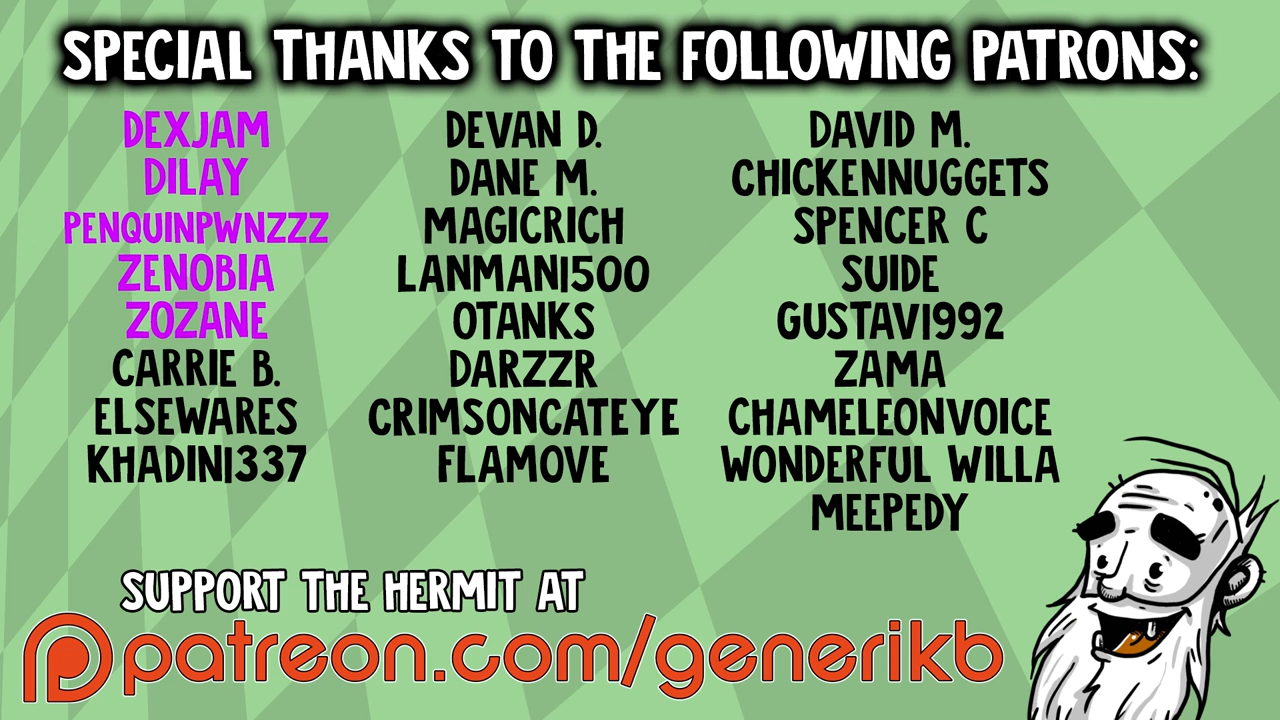 SPECIAL THANKS TO THE FOLLOWING PATRONS:
DEXJAM
DILAY
PENQUINPWNZZZ
ZENOBIA
ZOZANE
CARRIE B.
ELSEWARES
KHADIN1337
DEVAN D.
DANE M.
MAGICRICH
LANMAN1500
OTANKS
DARZZR
CRIMSONCATEYE
FLAMOVE
DAVID M.
CHICKENNUGGETS
SPENCER C
SUIDE
GUSTAV1992
ZAMA
CHAMELEONVOICE
WONDERFUL WILLA
MEEPEDY
SUPPORT THE HERMIT AT
patreon.com/generikb